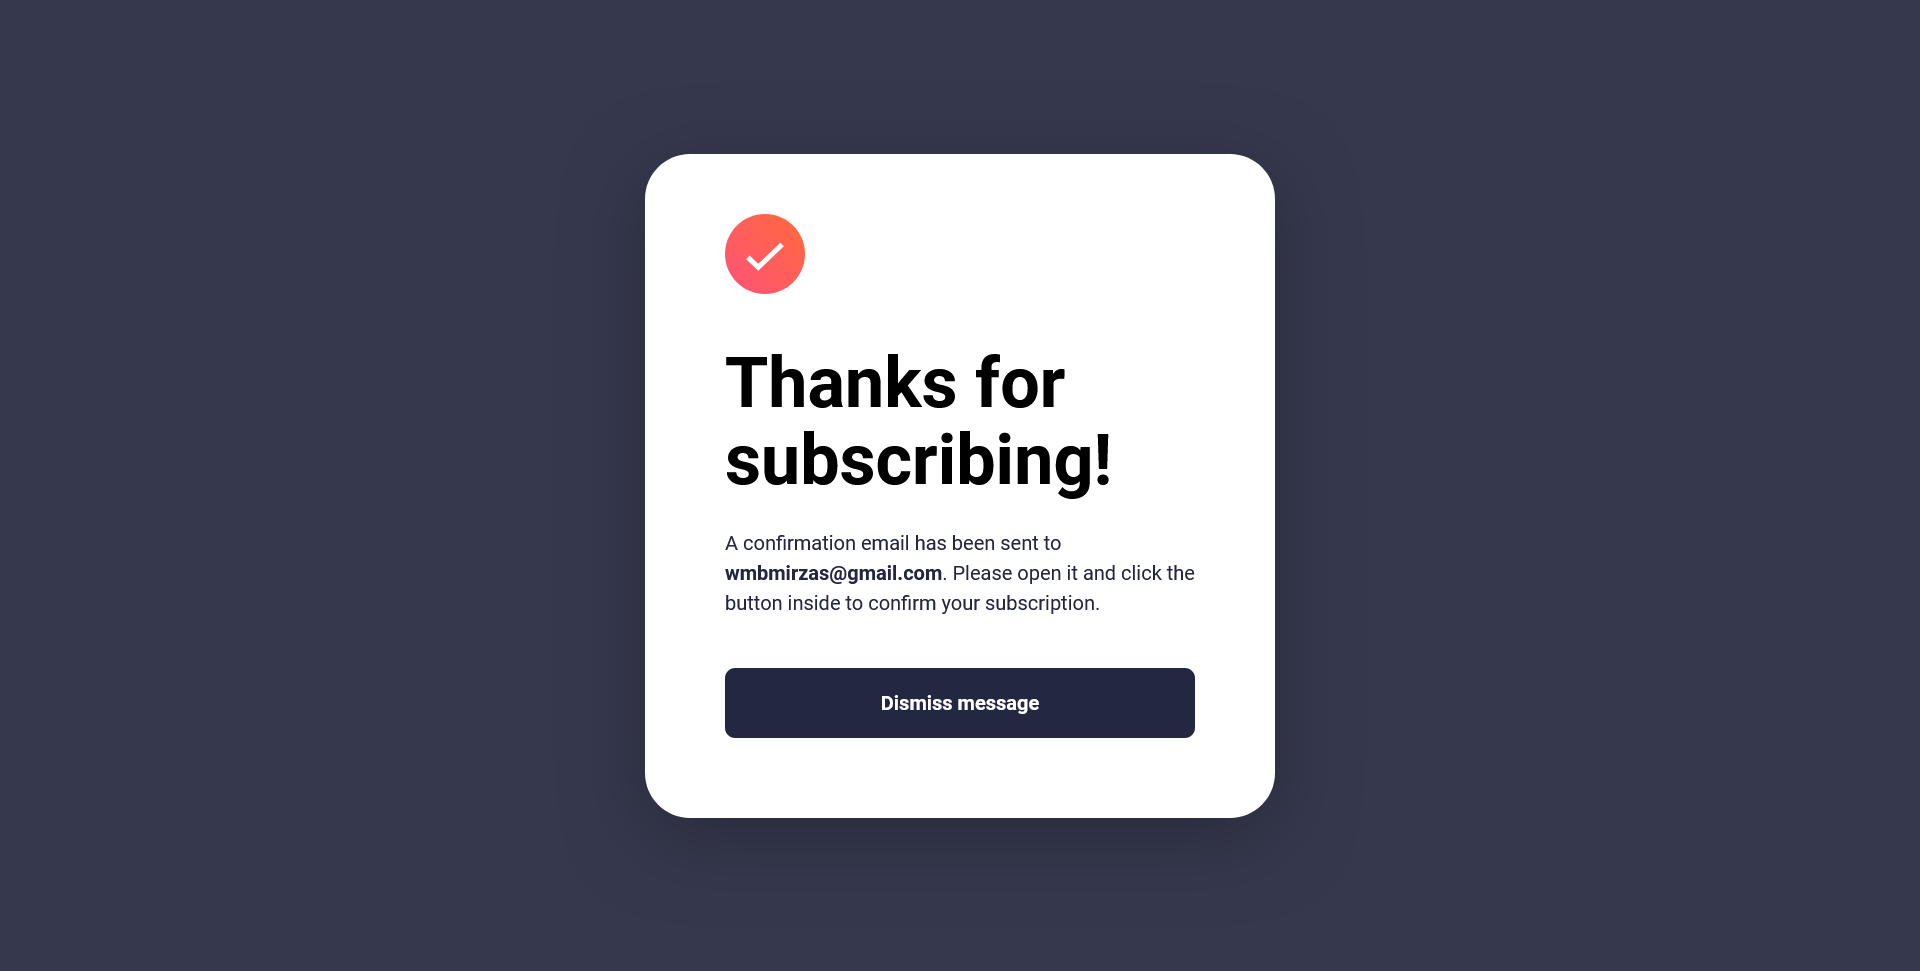 Thanks for
subscribing!
A confirmation email has been sent to
wmbmirzas@gmail.com. Please open it and click the
button inside to confirm your subscription.
Dismiss message